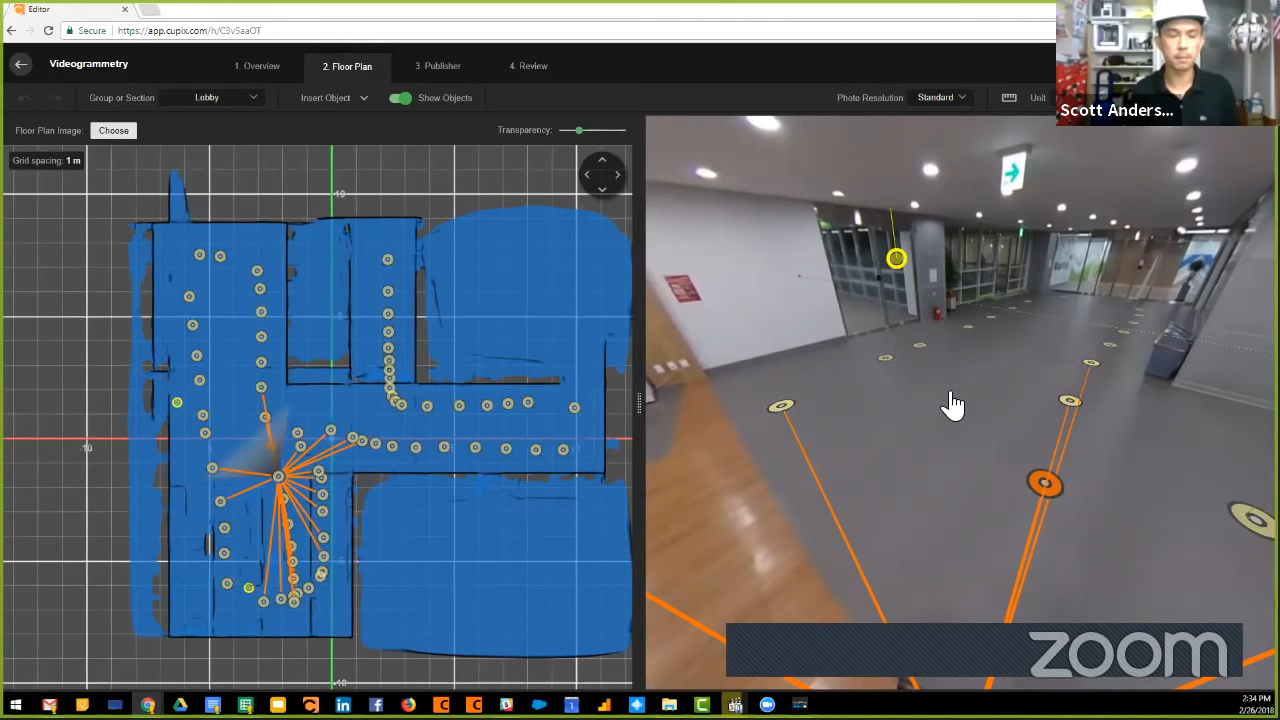 Editor
Secure
https://app.cupix.com/h/C3v5aaOT
Videogrammetry
1. Overview
2. Floor Plan
3. Publisher
4. Review
Group or Section
Lobby
Insert Object
Show Objects
Photo Resolution
Standard
Unit
Scott Anders...
Floor Plan Image:
Choose
Transparency:
Grid spacing: 1 m
10
-10
-10
zoom
2:34 PM
2/26/2018